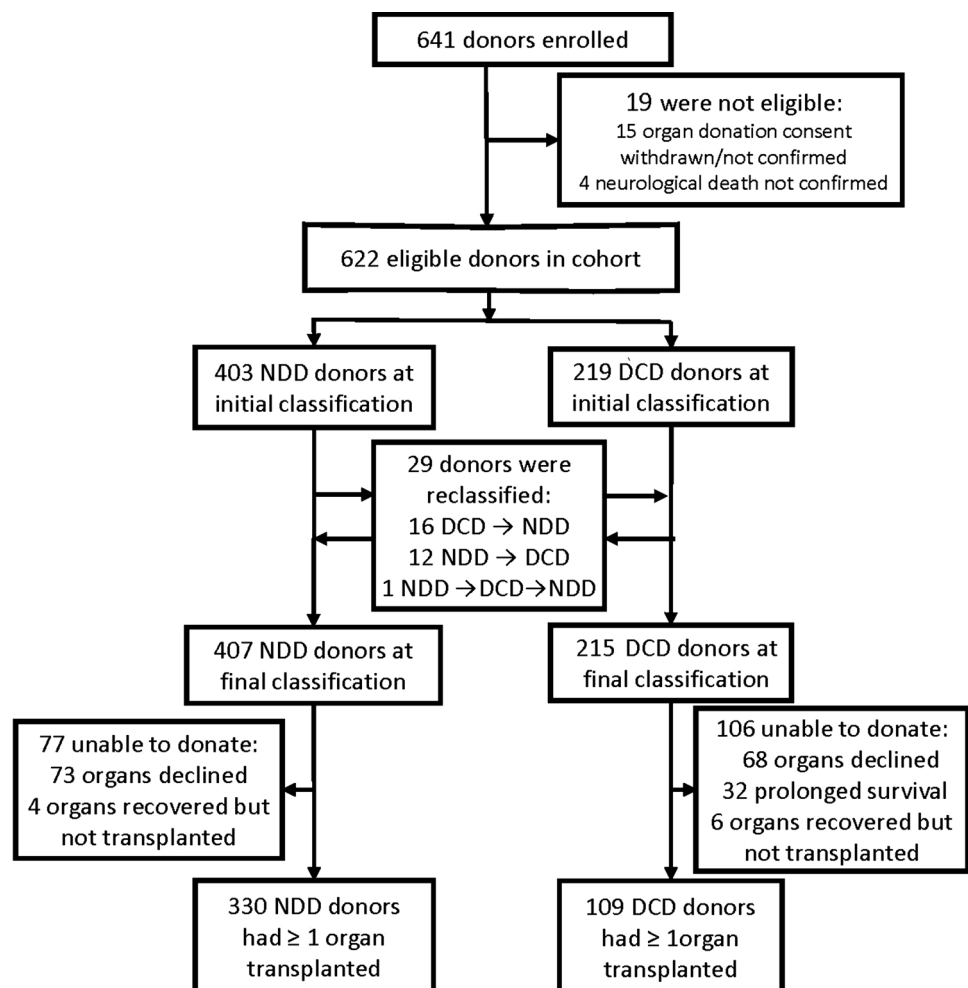 641 donors enrolled
19 were not eligible:
15 organ donation consent
withdrawn/not confirmed
4 neurological death not confirmed
622 eligible donors in cohort
403 NDD donors at
initial classification
219 DCD donors at
initial classification
29 donors were
reclassified:
16 DCD → NDD
12 NDD → DCD
1 NDD →DCD→NDD
407 NDD donors at
final classification
215 DCD donors at
final classification
77 unable to donate:
73 organs declined
4 organs recovered but
not transplanted
106 unable to donate:
68 organs declined
32 prolonged survival
6 organs recovered but
not transplanted
330 NDD donors
had ≥ 1 organ
transplanted
109 DCD donors
had ≥ 1organ
transplanted